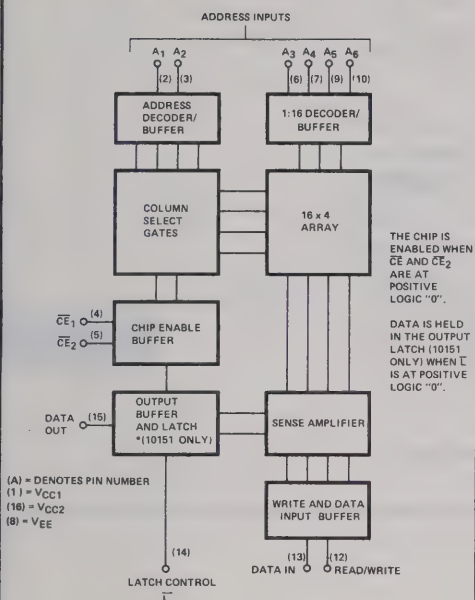 ADDRESS INPUTS
A1 A2
A3 A4 A5 A6
(2) (3)
(6) (7) (9) (10)
ADDRESS
DECODER/
BUFFER
1:16 DECODER/
BUFFER
COLUMN
SELECT
GATES
16 x 4
ARRAY
THE CHIP IS
ENABLED WHEN
C̅E̅ AND C̅E̅2
ARE AT
POSITIVE
LOGIC "0".
DATA IS HELD
IN THE OUTPUT
LATCH (10151
ONLY) WHEN L̅
IS AT POSITIVE
LOGIC "0".
C̅E̅1 (4)
C̅E̅2 (5)
CHIP ENABLE
BUFFER
DATA
OUT
(15)
OUTPUT
BUFFER
AND LATCH
*(10151 ONLY)
SENSE AMPLIFIER
(A) = DENOTES PIN NUMBER
(1) = VCC1
(16) = VCC2
(8) = VEE
WRITE AND DATA
INPUT BUFFER
(14)
LATCH CONTROL
(13) (12)
DATA IN READ/WRITE